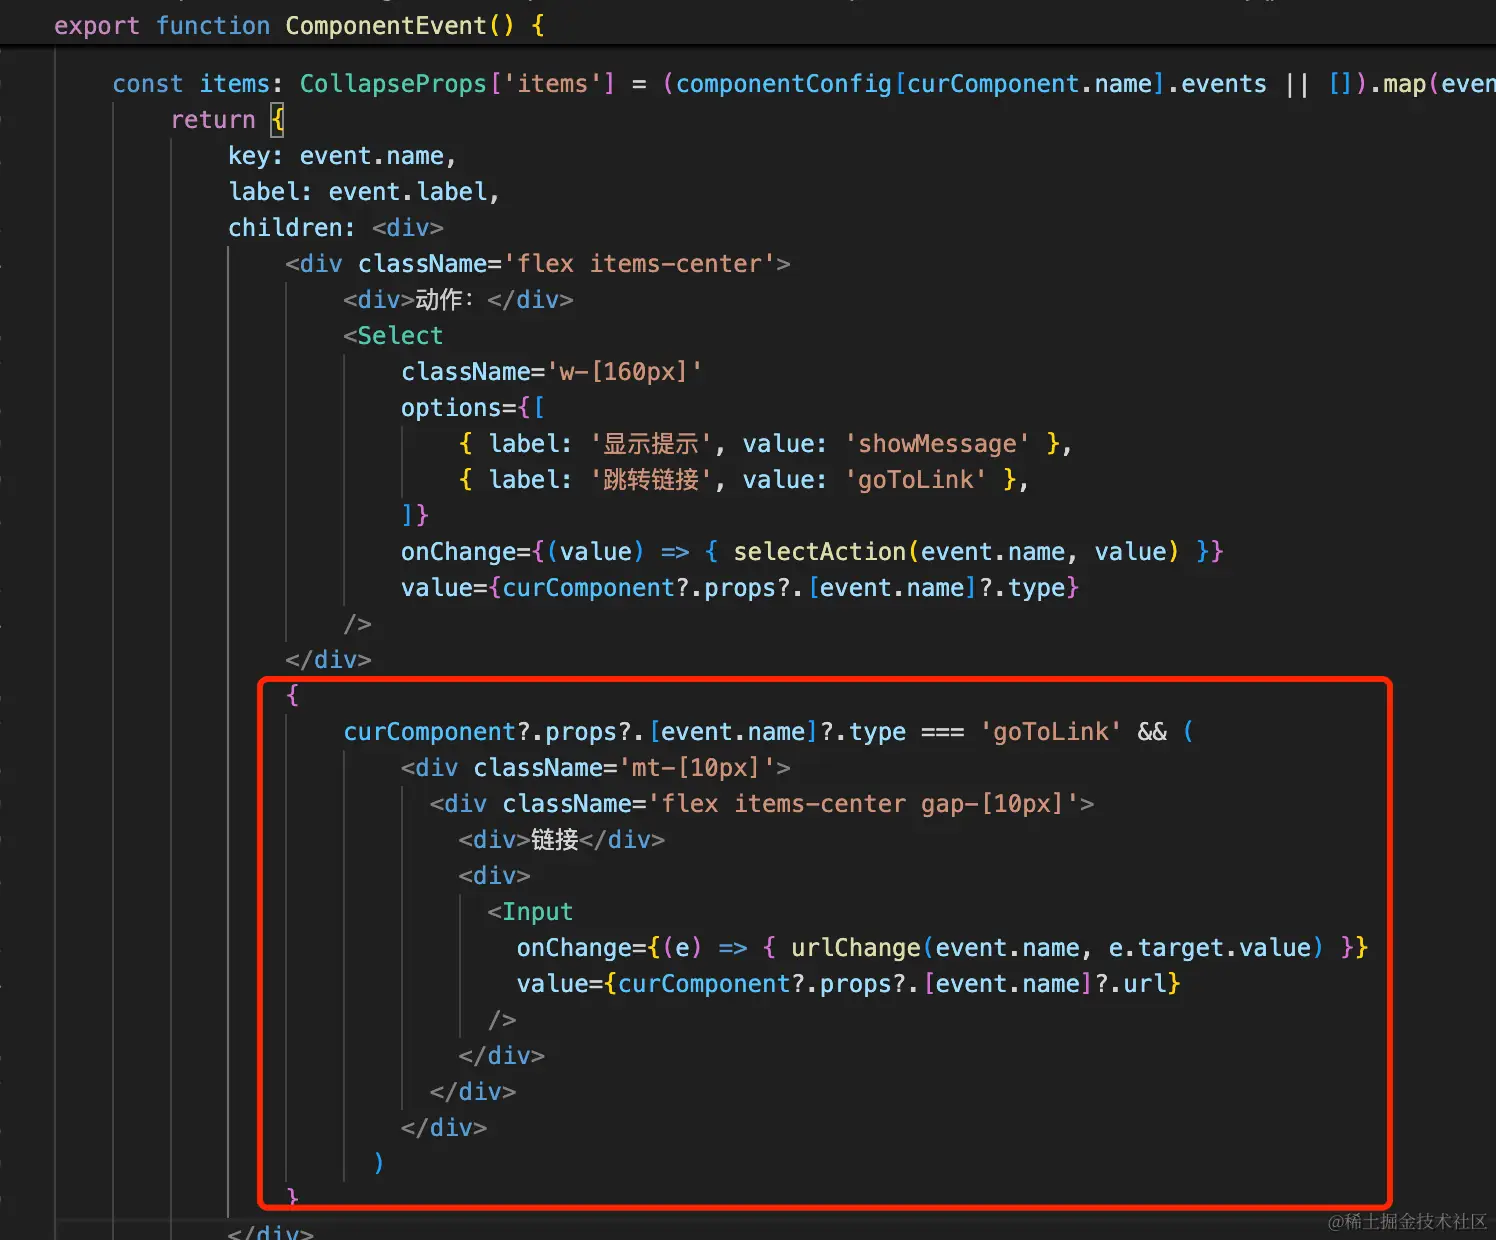 export function ComponentEvent() {
const items: CollapseProps['items'] = (componentConfig[curComponent.name].events || []).map(even
return {
key: event.name,
label: event.label,
children: <div>
<div className='flex items-center'>
<div>动作：</div>
<Select
className='w-[160px]'
options={[
{ label: '显示提示', value: 'showMessage' },
{ label: '跳转链接', value: 'goToLink' },
]}
onChange={(value) => { selectAction(event.name, value) }}
value={curComponent?.props?.[event.name]?.type}
/>
</div>
{
curComponent?.props?.[event.name]?.type === 'goToLink' && (
<div className='mt-[10px]'>
<div className='flex items-center gap-[10px]'>
<div>链接</div>
<div>
<Input
onChange={(e) => { urlChange(event.name, e.target.value) }}
value={curComponent?.props?.[event.name]?.url}
/>
</div>
</div>
</div>
)
}
</div>
@稀土掘金技术社区